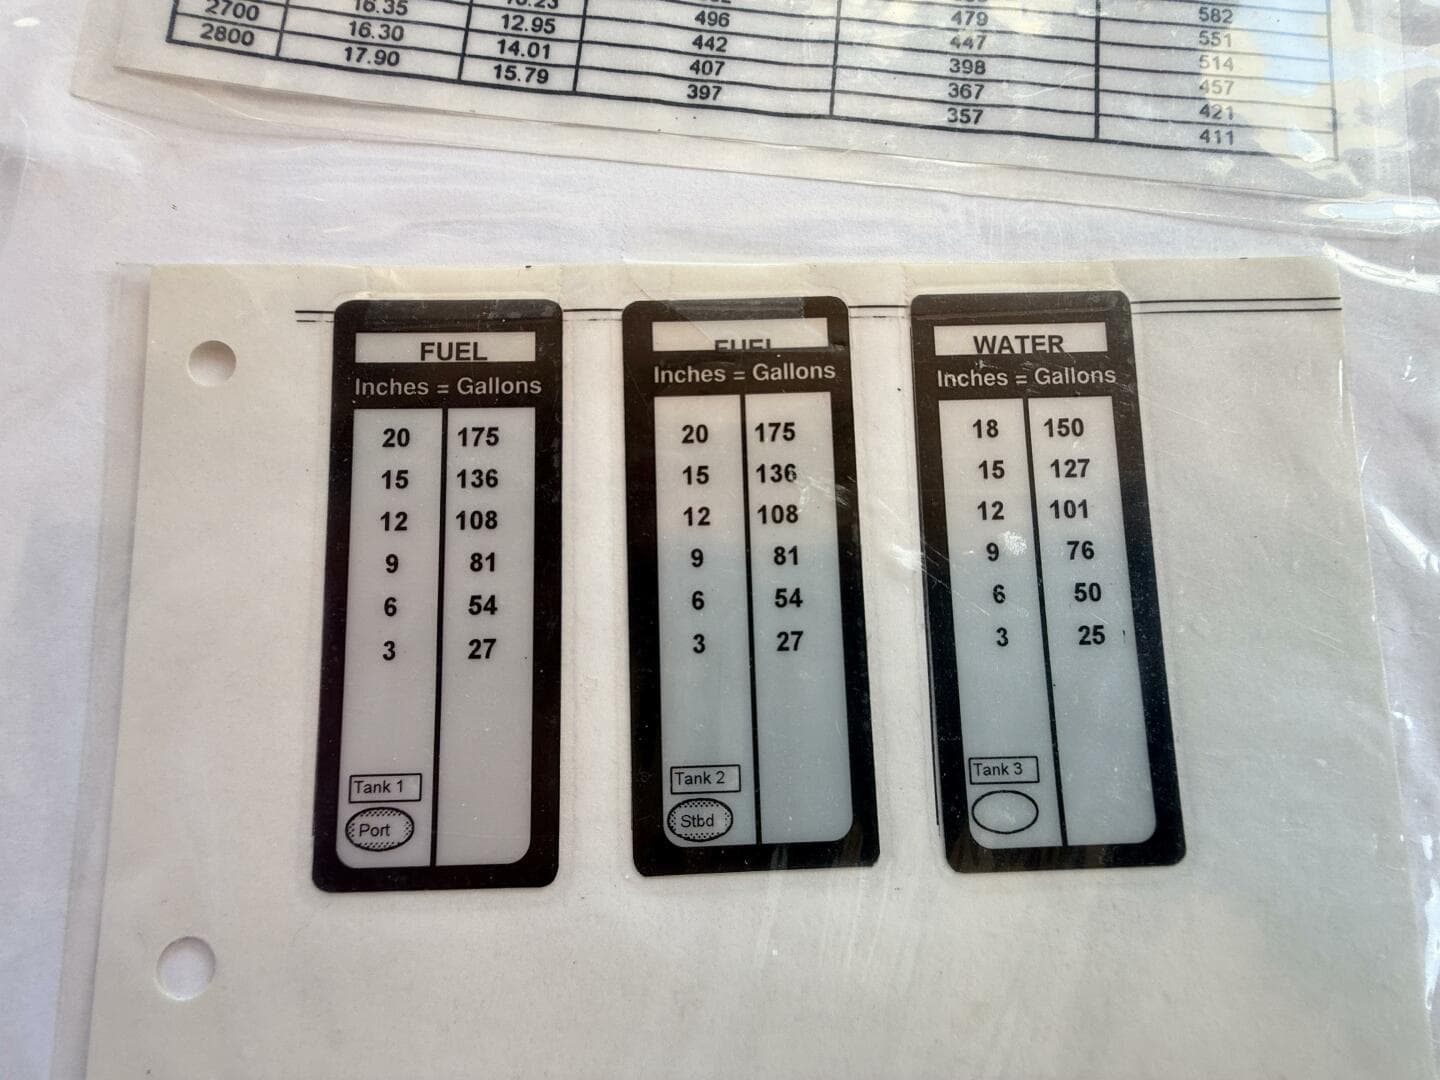 2700 16.35 496 479 582
2800 16.30 12.95 442 447 551
17.90 14.01 407 398 514
15.79 397 367 457
357 421
411
FUEL
Inches = Gallons
20 175
15 136
12 108
9 81
6 54
3 27
Tank 1
Port
FUEL
Inches = Gallons
20 175
15 136
12 108
9 81
6 54
3 27
Tank 2
Stbd
WATER
Inches = Gallons
18 150
15 127
12 101
9 76
6 50
3 25
Tank 3